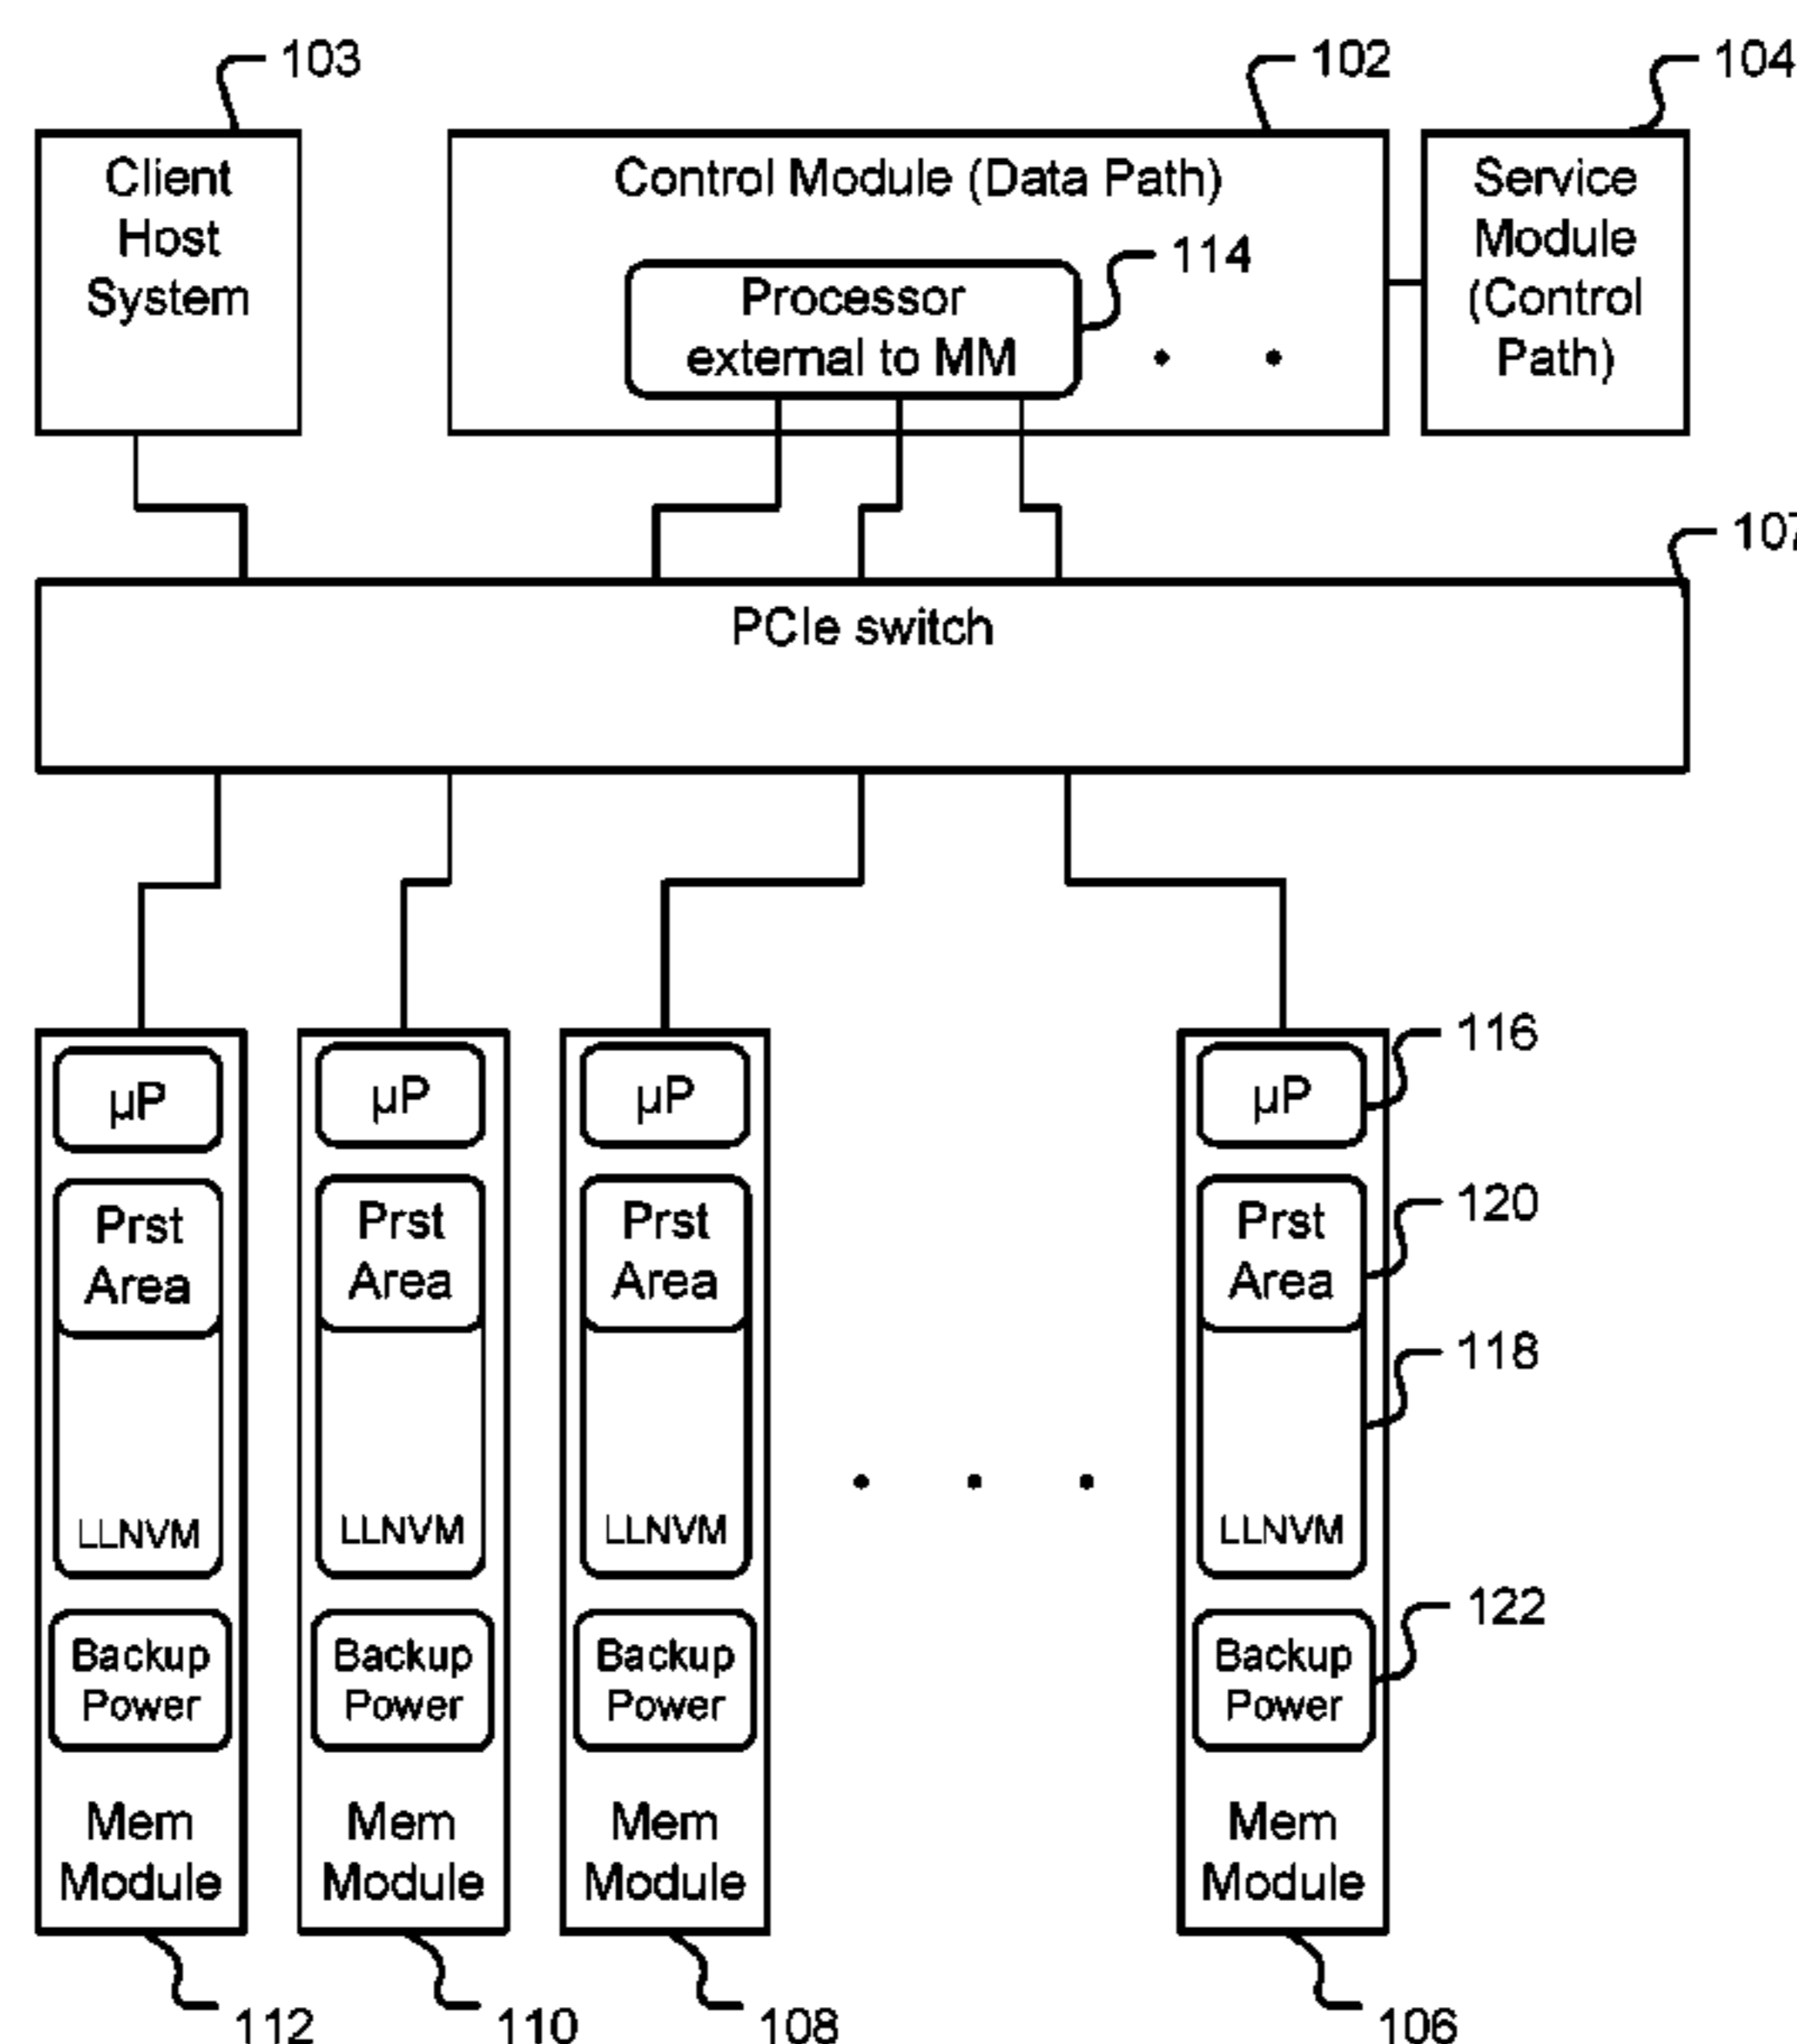 103
102
104
Client
Host
System
Control Module (Data Path)
114
Processor
external to MM
Service
Module
(Control
Path)
107
PCIe switch
µP
µP
µP
µP
116
Prst
Area
Prst
Area
Prst
Area
Prst
Area
120
118
LLNVM
LLNVM
LLNVM
LLNVM
Backup
Power
Backup
Power
Backup
Power
Backup
Power
122
Mem
Module
Mem
Module
Mem
Module
Mem
Module
112
110
108
106